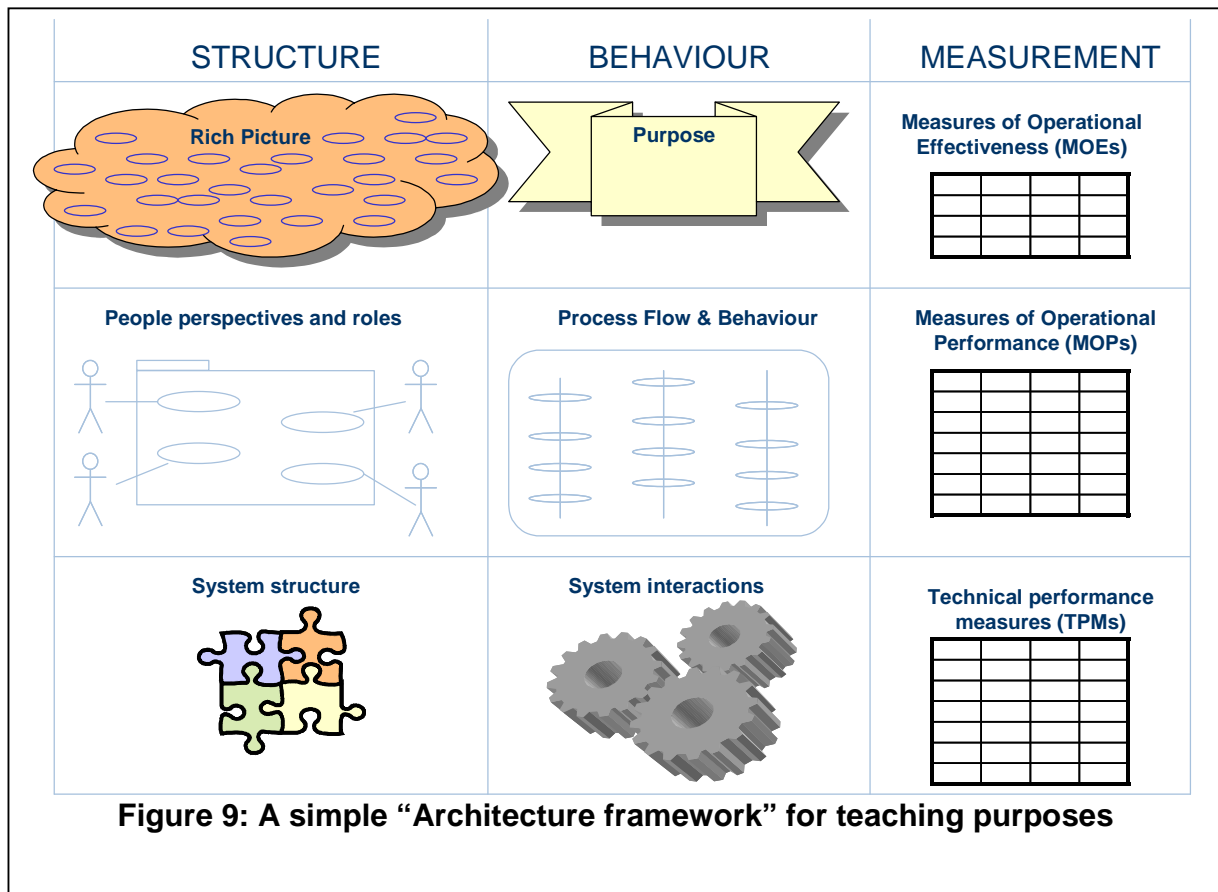 STRUCTURE
BEHAVIOUR
MEASUREMENT
Rich Picture
Purpose
Measures of Operational
Effectiveness (MOEs)
People perspectives and roles
Process Flow & Behaviour
Measures of Operational
Performance (MOPs)
System structure
System interactions
Technical performance
measures (TPMs)
Figure 9: A simple “Architecture framework” for teaching purposes